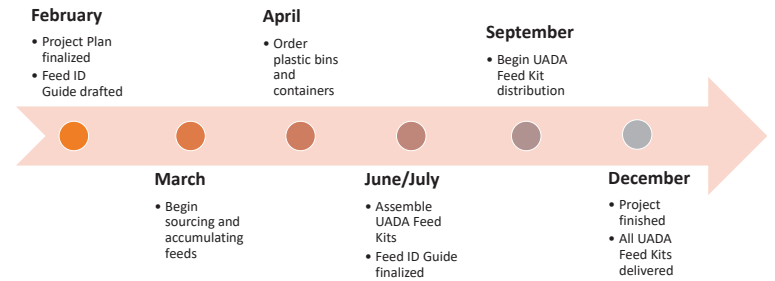 February
• Project Plan
finalized
• Feed ID
Guide drafted
March
• Begin
sourcing and
accumulating
feeds
April
• Order
plastic bins
and
containers
June/July
• Assemble
UADA Feed
Kits
• Feed ID Guide
finalized
September
• Begin UADA
Feed Kit
distribution
December
• Project
finished
• All UADA
Feed Kits
delivered